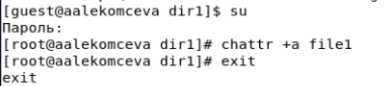 [guest@aalekomceva dir1]$ su
Пароль:
[root@aalekomceva dir1]# chattr +a file1
[root@aalekomceva dir1]# exit
exit